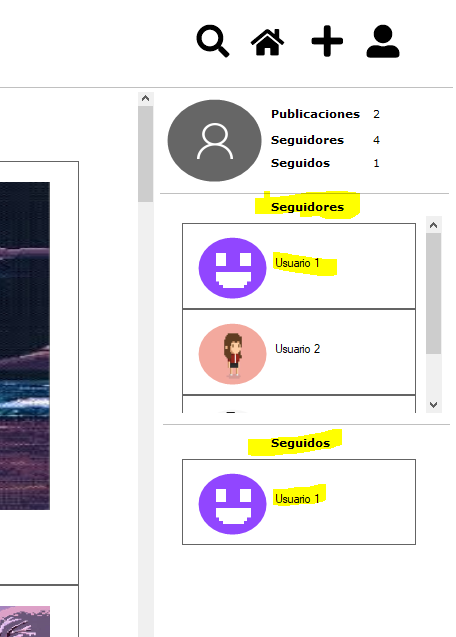 Publicaciones 2
Seguidores 4
Seguidos 1
Seguidores
Usuario 1
Usuario 2
Seguidos
Usuario 1